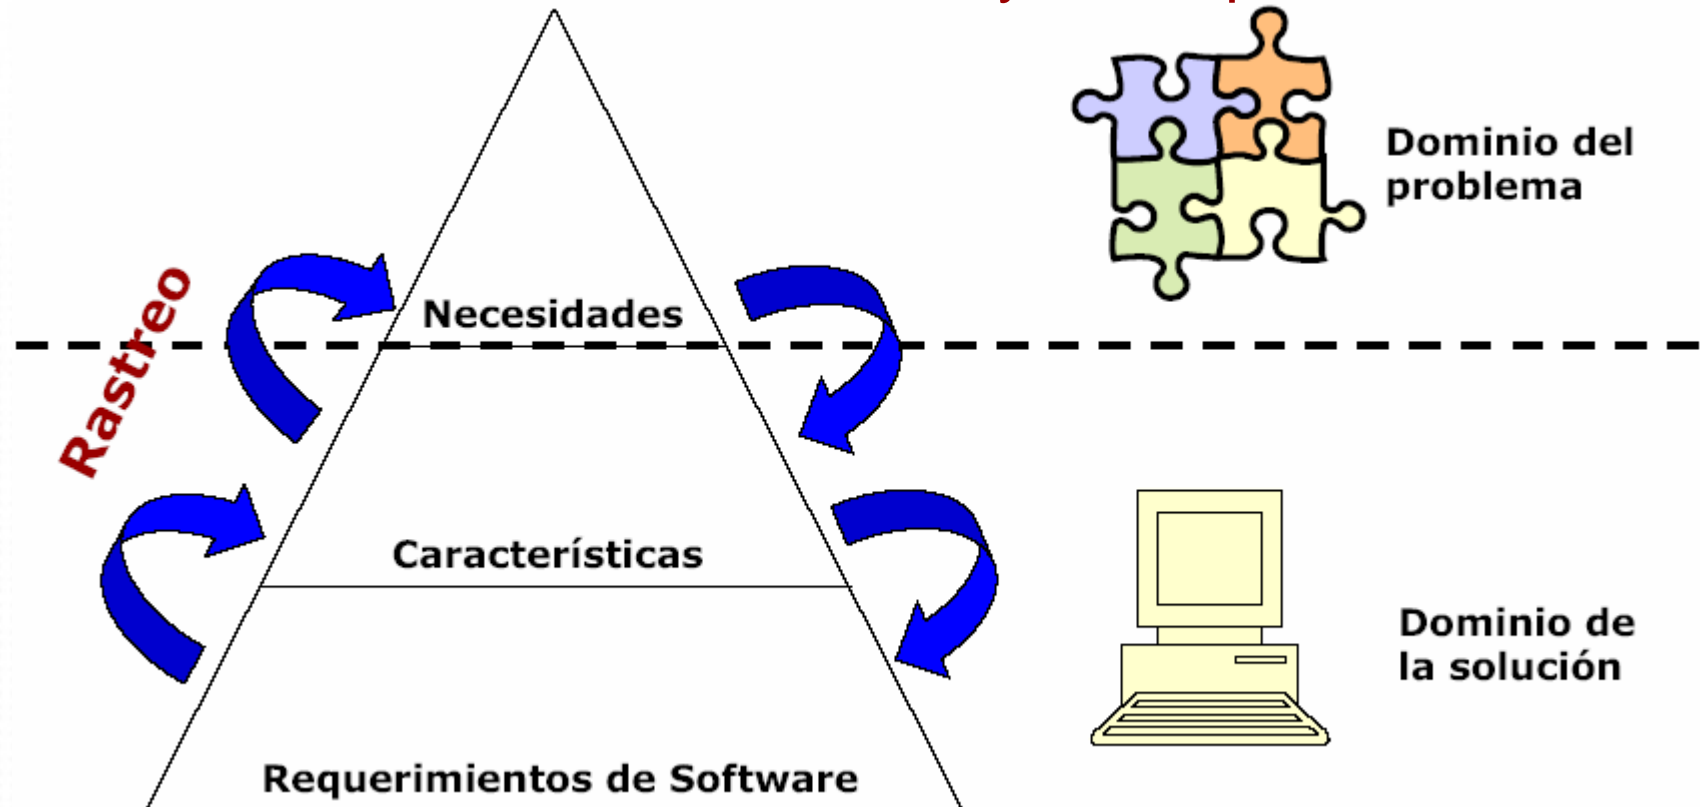 Dominio del
problema
Necesidades
Rastreo
Características
Dominio de
la solución
Requerimientos de Software